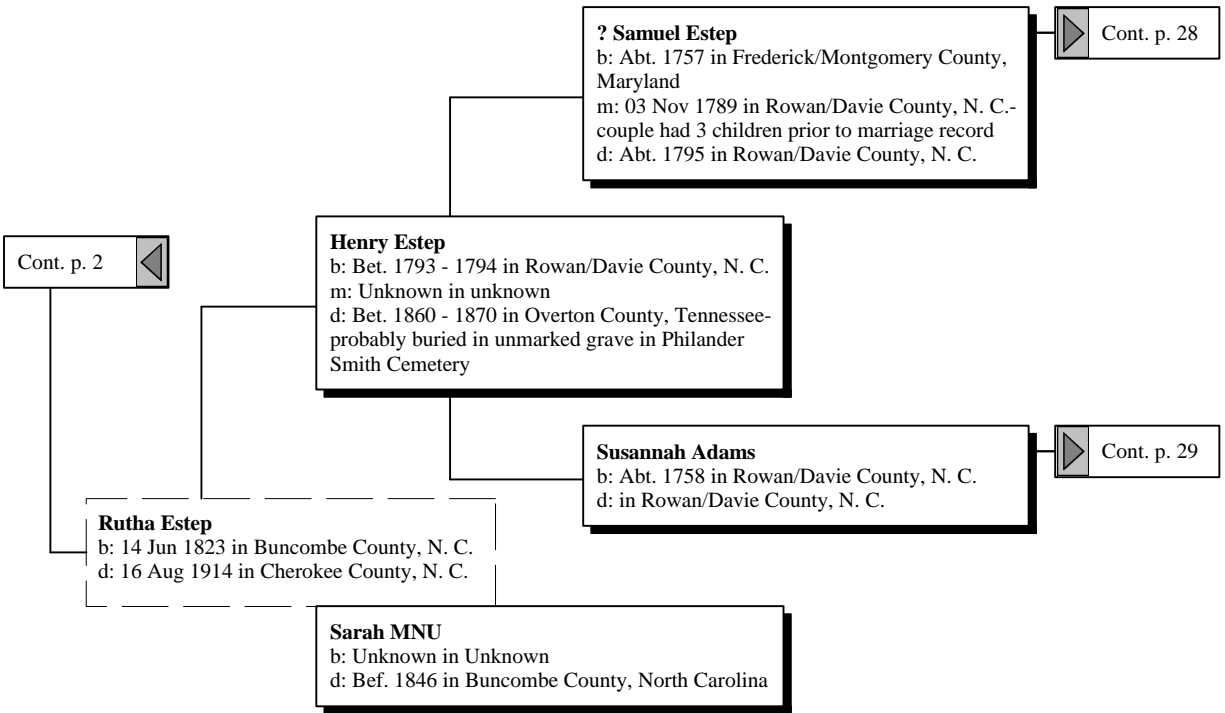 ? Samuel Estep
b: Abt. 1757 in Frederick/Montgomery County,
Maryland
m: 03 Nov 1789 in Rowan/Davie County, N. C.-
couple had 3 children prior to marriage record
d: Abt. 1795 in Rowan/Davie County, N. C.
Cont. p. 28
Henry Estep
b: Bet. 1793 - 1794 in Rowan/Davie County, N. C.
m: Unknown in unknown
d: Bet. 1860 - 1870 in Overton County, Tennessee-
probably buried in unmarked grave in Philander
Smith Cemetery
Cont. p. 2
Susannah Adams
b: Abt. 1758 in Rowan/Davie County, N. C.
d: in Rowan/Davie County, N. C.
Cont. p. 29
Rutha Estep
b: 14 Jun 1823 in Buncombe County, N. C.
d: 16 Aug 1914 in Cherokee County, N. C.
Sarah MNU
b: Unknown in Unknown
d: Bef. 1846 in Buncombe County, North Carolina